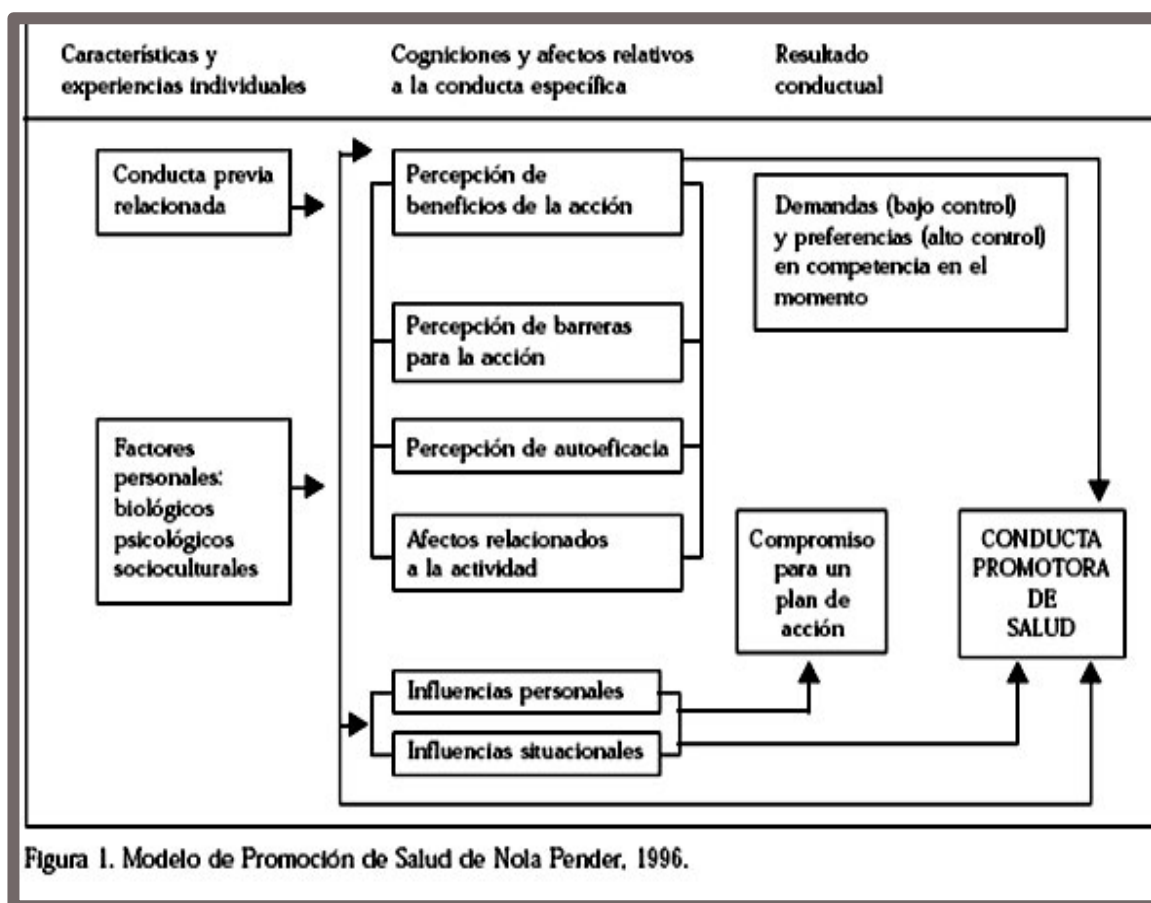 Características y
experiencias individuales
Cogniciones y afectos relativos
a la conducta específica
Resultado
conductual
Conducta previa
relacionada
Factores
personales:
biológicos
psicológicos
socioculturales
Percepción de
beneficios de la acción
Percepción de barreras
para la acción
Percepción de autoeficacia
Afectos relacionados
a la actividad
Influencias personales
Influencias situacionales
Demandas (bajo control)
y preferencias (alto control)
en competencia en el
momento
Compromiso
para un
plan de
acción
CONDUCTA
PROMOTORA
DE
SALUD
Figura 1. Modelo de Promoción de Salud de Nola Pender, 1996.